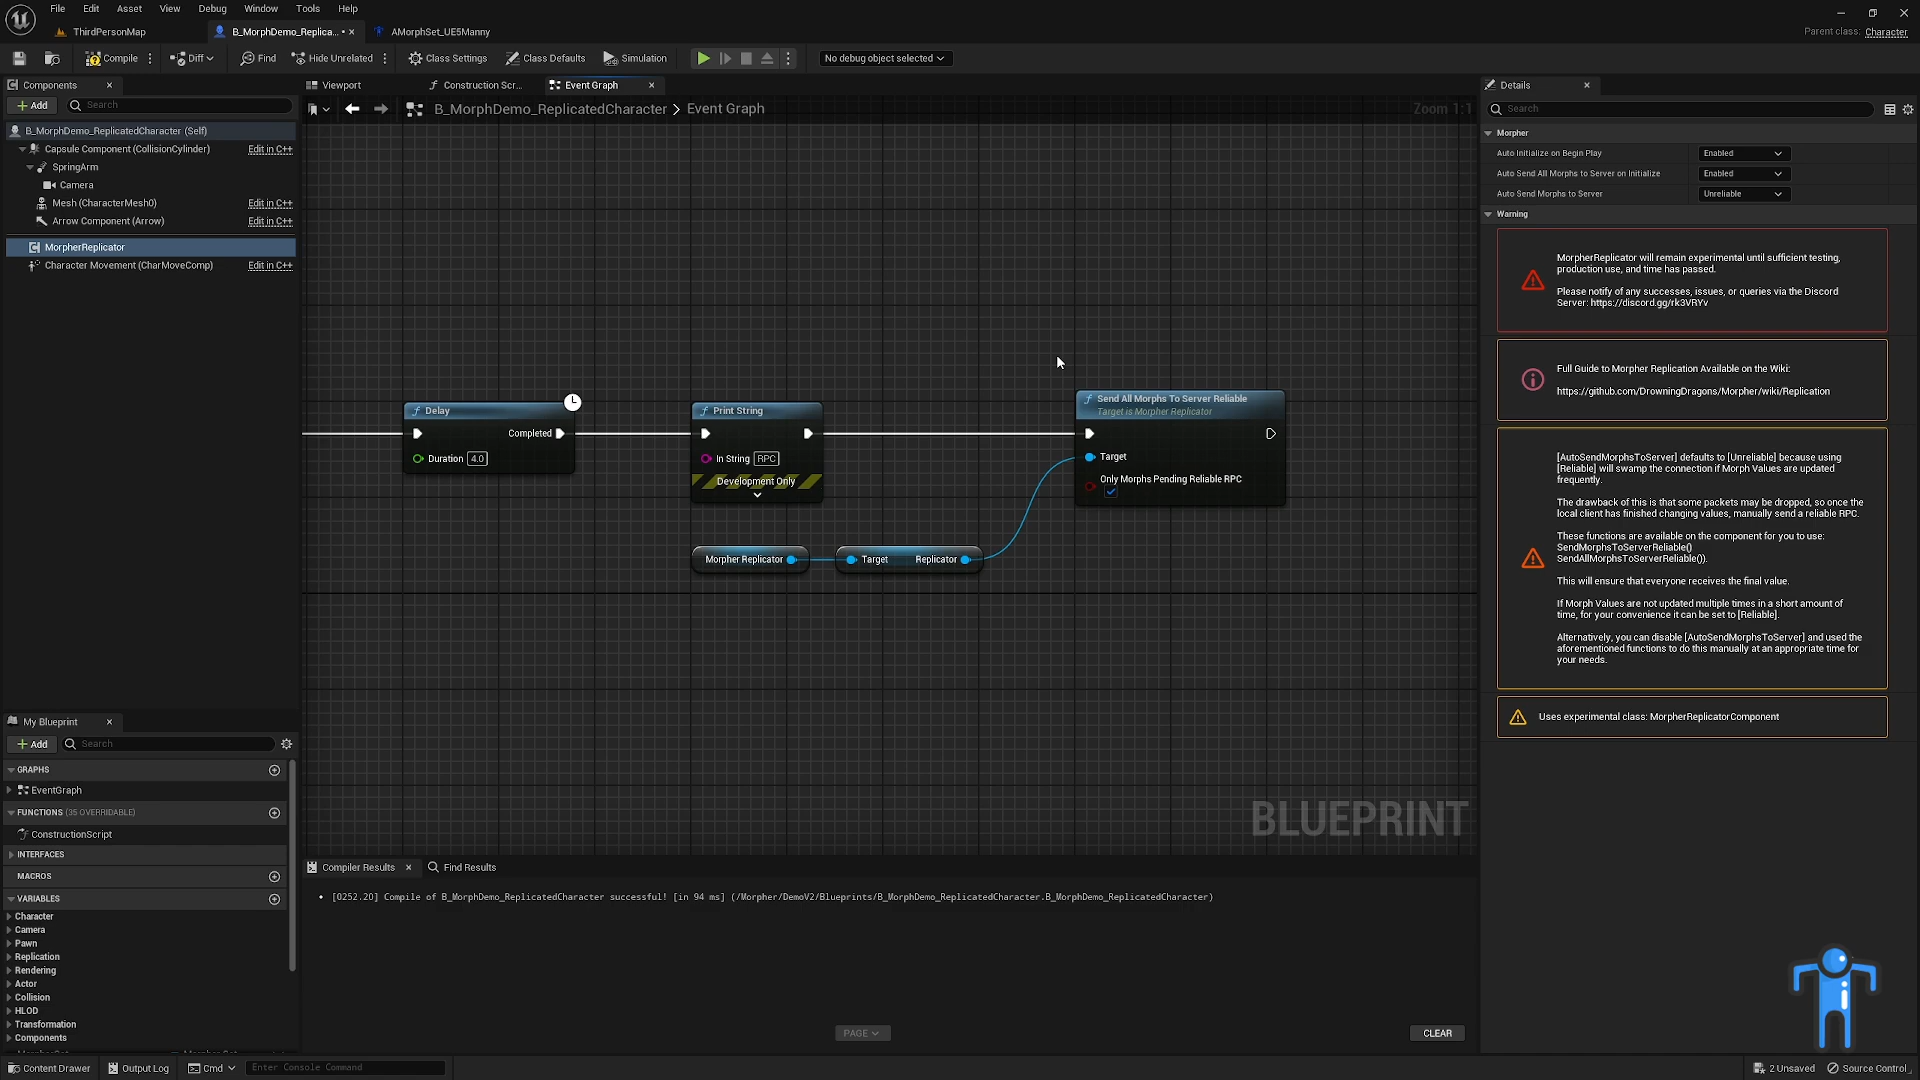 File Edit Asset View Debug Window Tools Help
ThirdPersonMap
B_MorphDemo_Replica... •
AMorphSet_UE5Manny
Parent class: Character
Compile
Diff
Find
Hide Unrelated
Class Settings
Class Defaults
Simulation
No debug object selected
Components
Add
Search
B_MorphDemo_ReplicatedCharacter (Self)
Capsule Component (CollisionCylinder) Edit in C++
SpringArm
Camera
Mesh (CharacterMesh0) Edit in C++
Arrow Component (Arrow) Edit in C++
MorpherReplicator
Character Movement (CharMoveComp) Edit in C++
My Blueprint
Add
Search
GRAPHS
EventGraph
FUNCTIONS (35 OVERRIDABLE)
ConstructionScript
INTERFACES
MACROS
VARIABLES
Character
Camera
Pawn
Replication
Rendering
Actor
Collision
HLOD
Transformation
Components
Viewport
Construction Scr...
Event Graph
B_MorphDemo_ReplicatedCharacter > Event Graph
Zoom 1:1
Delay
Completed
Duration 4.0
Print String
In String RPC
Development Only
Morpher Replicator
Target Replicator
Send All Morphs To Server Reliable
Target is Morpher Replicator
Target
Only Morphs Pending Reliable RPC
BLUEPRINT
Compiler Results
Find Results
• [0252.20] Compile of B_MorphDemo_ReplicatedCharacter successful! [in 94 ms] (/Morpher/DemoV2/Blueprints/B_MorphDemo_ReplicatedCharacter.B_MorphDemo_ReplicatedCharacter)
PAGE
CLEAR
Details
Search
Morpher
Auto Initialize on Begin Play Enabled
Auto Send All Morphs to Server on Initialize Enabled
Auto Send Morphs to Server Unreliable
Warning
MorpherReplicator will remain experimental until sufficient testing,
production use, and time has passed.
Please notify of any successes, issues, or queries via the Discord
Server: https://discord.gg/rk3VRYv
Full Guide to Morpher Replication Available on the Wiki:
https://github.com/DrowningDragons/Morpher/wiki/Replication
[AutoSendMorphsToServer] defaults to [Unreliable] because using
[Reliable] will swamp the connection if Morph Values are updated
frequently.
The drawback of this is that some packets may be dropped, so once the
local client has finished changing values, manually send a reliable RPC.
These functions are available on the component for you to use:
SendMorphsToServerReliable()
SendAllMorphsToServerReliable()).
This will ensure that everyone receives the final value.
If Morph Values are not updated multiple times in a short amount of
time, for your convenience it can be set to [Reliable].
Alternatively, you can disable [AutoSendMorphsToServer] and used the
aforementioned functions to do this manually at an appropriate time for
your needs.
Uses experimental class: MorpherReplicatorComponent
Content Drawer
Output Log
Cmd
Enter Console Command
2 Unsaved
Source Control